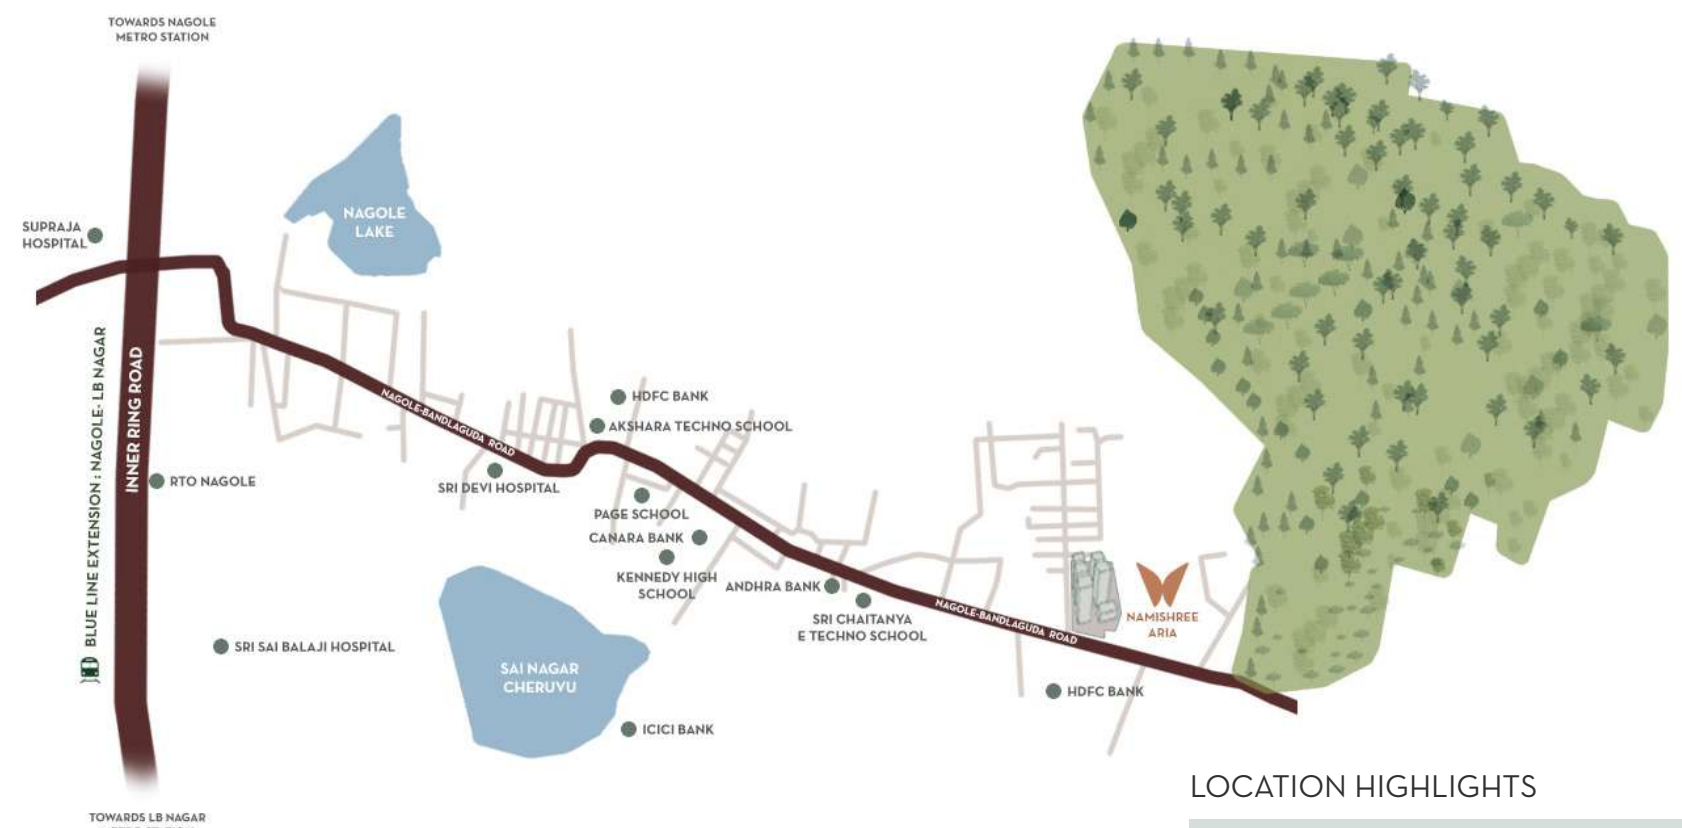 TOWARDS NAGOLE
METRO STATION
SUPRAJA
HOSPITAL
NAGOLE
LAKE
BLUE LINE EXTENSION : NAGOLE- LB NAGAR
INNER RING ROAD
NAGOLE-BANDLAGUDA ROAD
HDFC BANK
AKSHARA TECHNO SCHOOL
RTO NAGOLE
SRI DEVI HOSPITAL
PAGE SCHOOL
CANARA BANK
KENNEDY HIGH
SCHOOL
ANDHRA BANK
SRI CHAITANYA
E TECHNO SCHOOL
NAGOLE-BANDLAGUDA ROAD
NAMISHREE
ARIA
SRI SAI BALAJI HOSPITAL
SAI NAGAR
CHERUVU
HDFC BANK
ICICI BANK
LOCATION HIGHLIGHTS
TOWARDS LB NAGAR